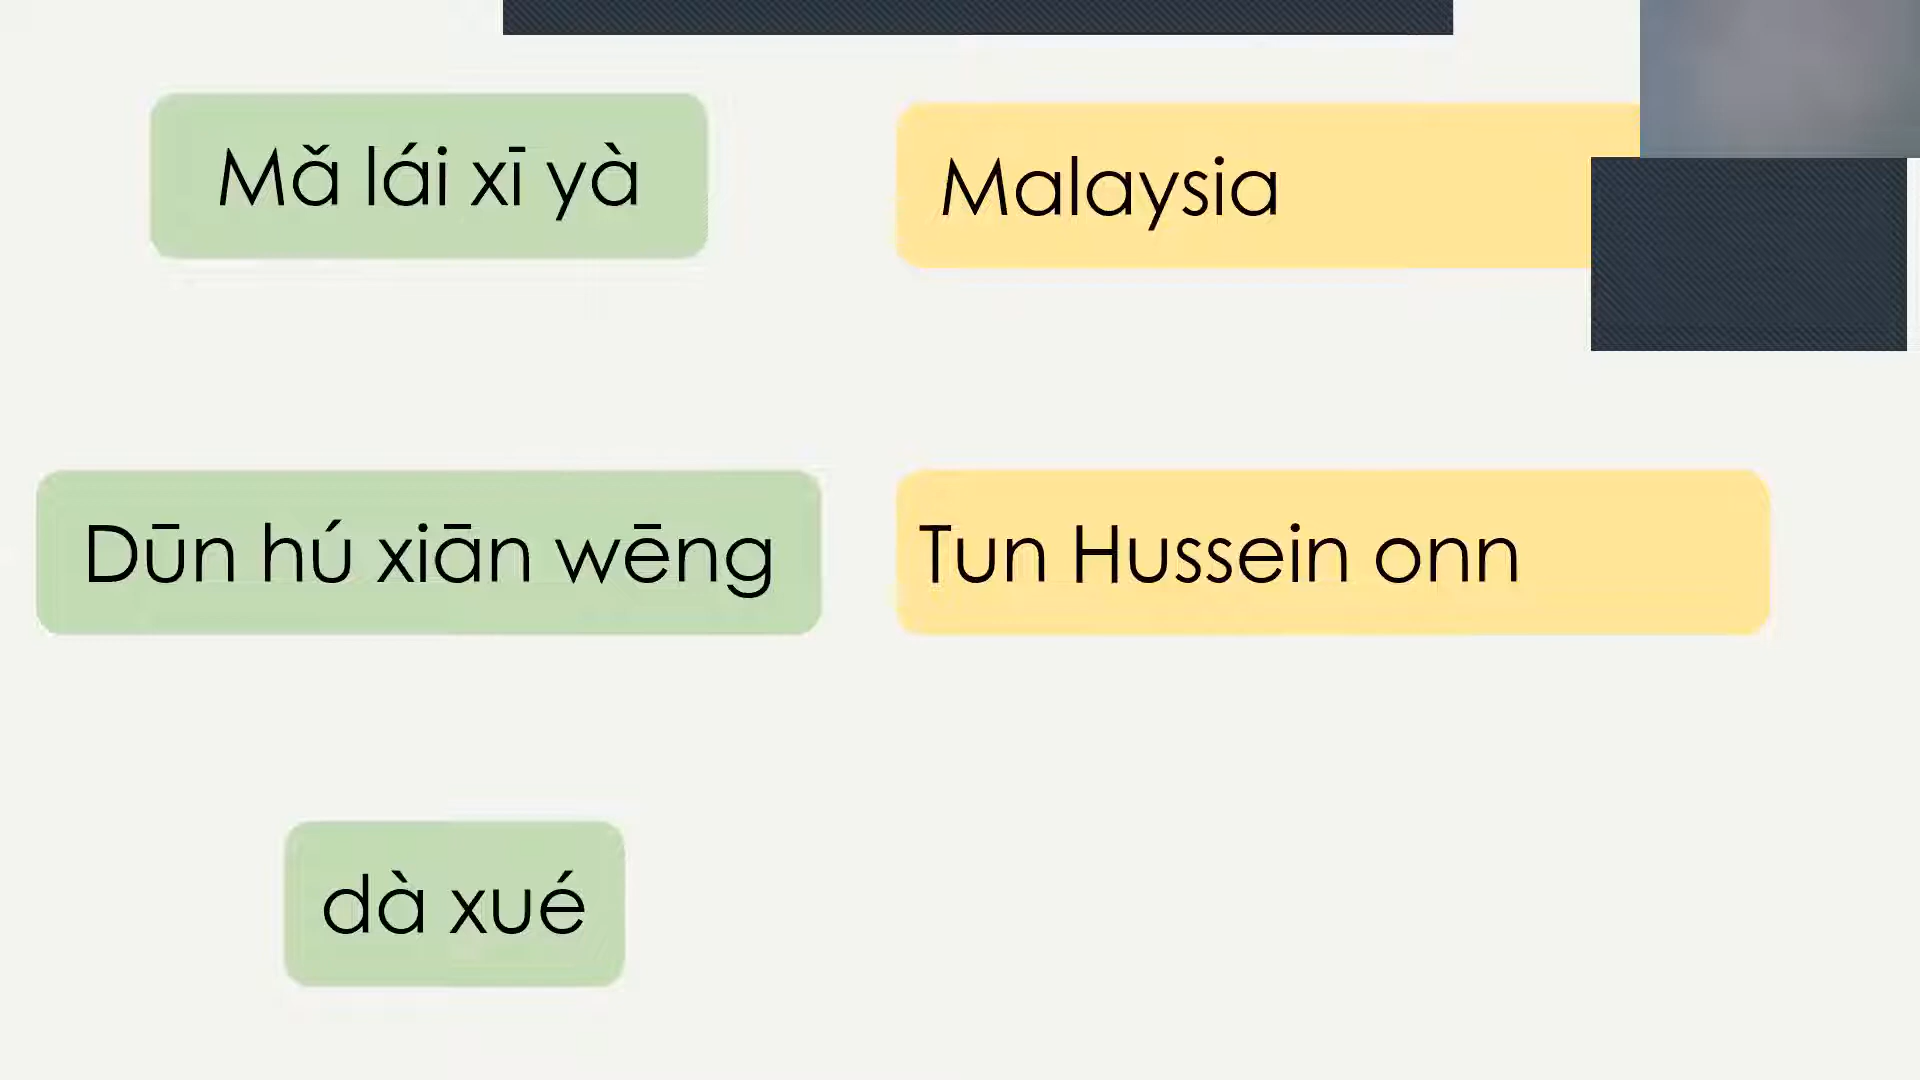 Mǎ lái xī yà
Malaysia
Dūn hú xiān wēng
Tun Hussein onn
dà xué